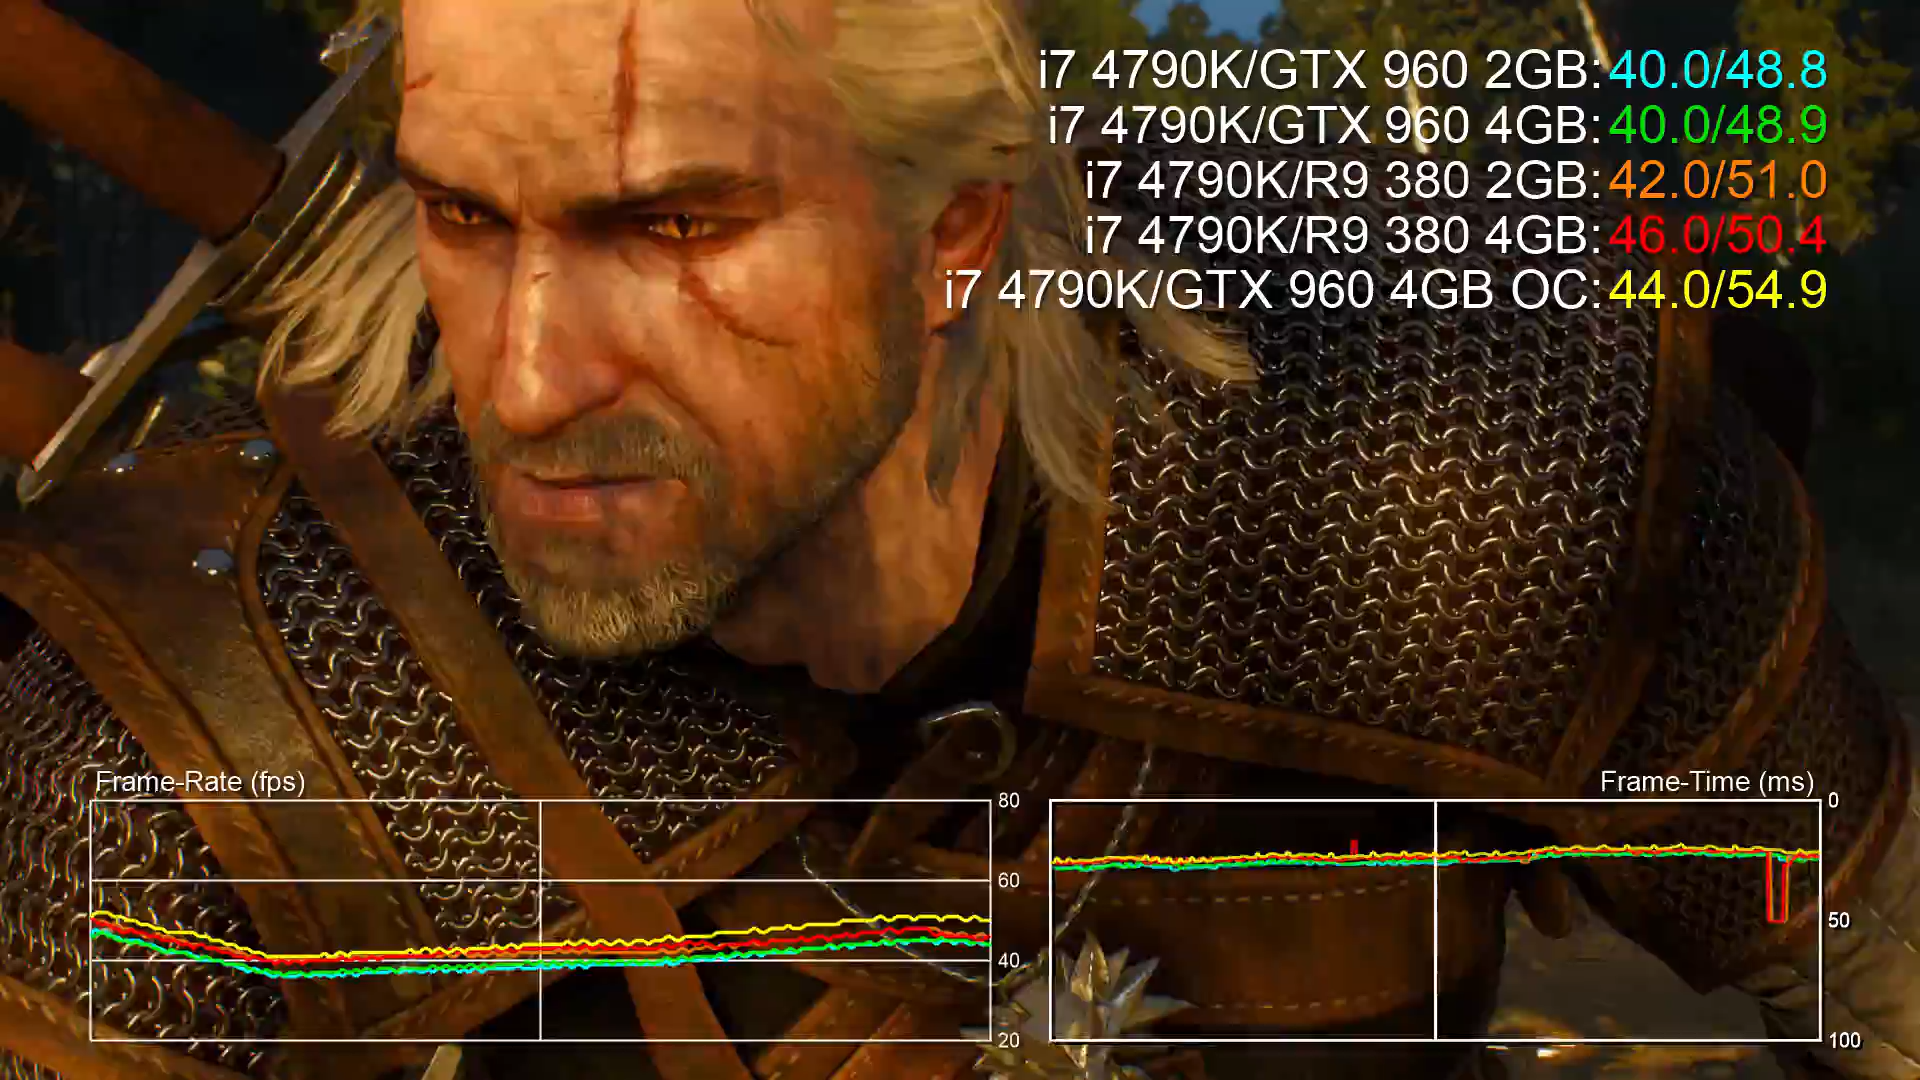 i7 4790K/GTX 960 2GB: 40.0/48.8
i7 4790K/GTX 960 4GB: 40.0/48.9
i7 4790K/R9 380 2GB: 42.0/51.0
i7 4790K/R9 380 4GB: 46.0/50.4
i7 4790K/GTX 960 4GB OC: 44.0/54.9
Frame-Rate (fps)
80
60
40
20
Frame-Time (ms)
0
50
100